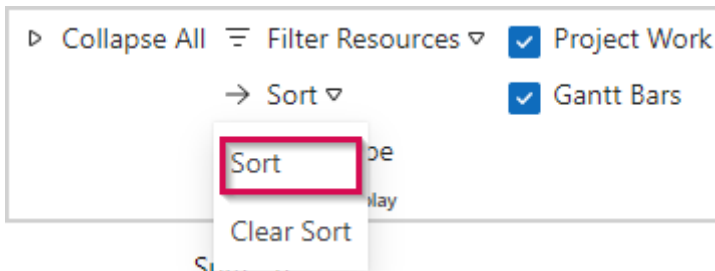 Collapse All Filter Resources Project Work
Sort Gantt Bars
Sort
Clear Sort